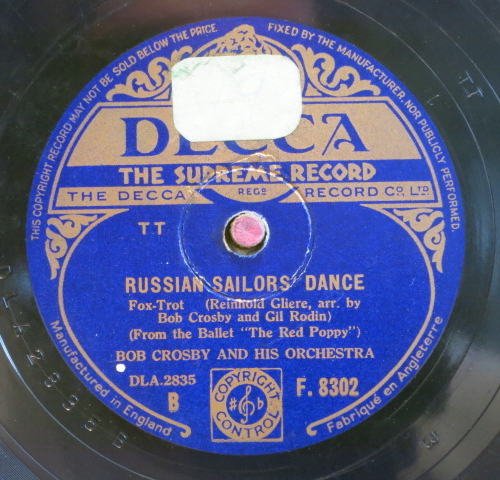 THIS COPYRIGHT RECORD MAY NOT BE SOLD BELOW THE PRICE FIXED BY THE MANUFACTURER, NOR PUBLICLY PERFORMED.
DECCA
THE SUPREME RECORD
THE DECCA REGD RECORD CO, LTD
TT
RUSSIAN SAILORS' DANCE
Fox-Trot (Reinhold Gliere, arr. by
Bob Crosby and Gil Rodin)
(From the Ballet "The Red Poppy")
BOB CROSBY AND HIS ORCHESTRA
DLA.2835
B
F. 8302
COPYRIGHT
CONTROL
Manufactured in England
Fabriqué en Angleterre
TT